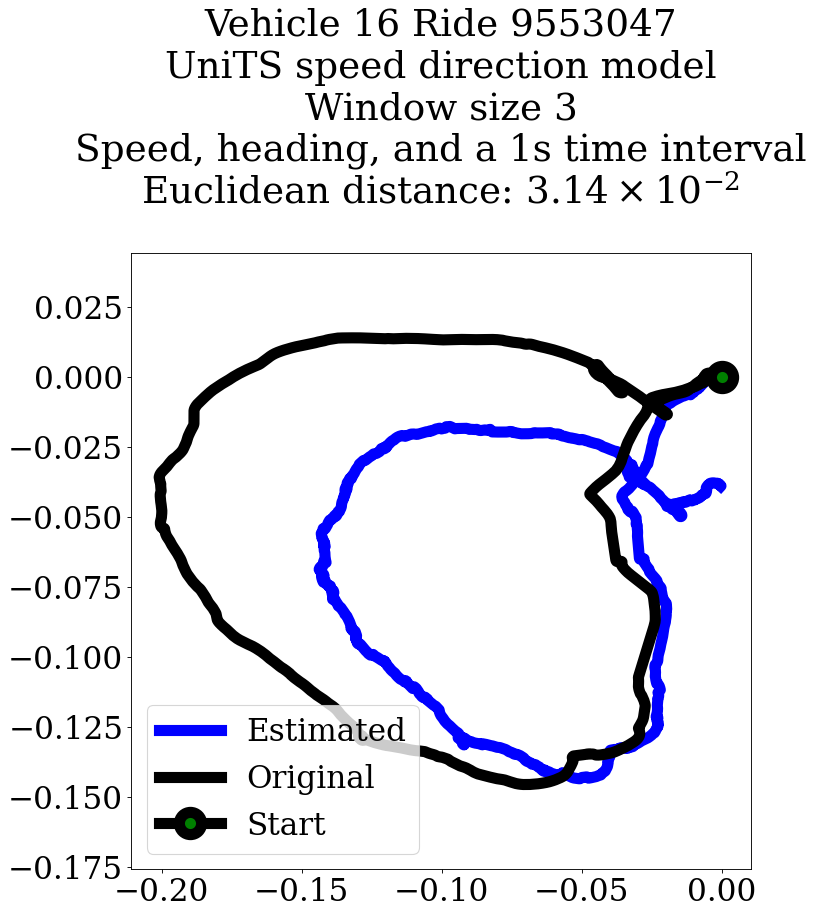 Vehicle 16 Ride 9553047
UniTS speed direction model
Window size 3
Speed, heading, and a 1s time interval
Euclidean distance: 3.14 × 10⁻²
0.025
0.000
−0.025
−0.050
−0.075
−0.100
−0.125
−0.150
−0.175
Estimated
Original
Start
−0.20 −0.15 −0.10 −0.05 0.00